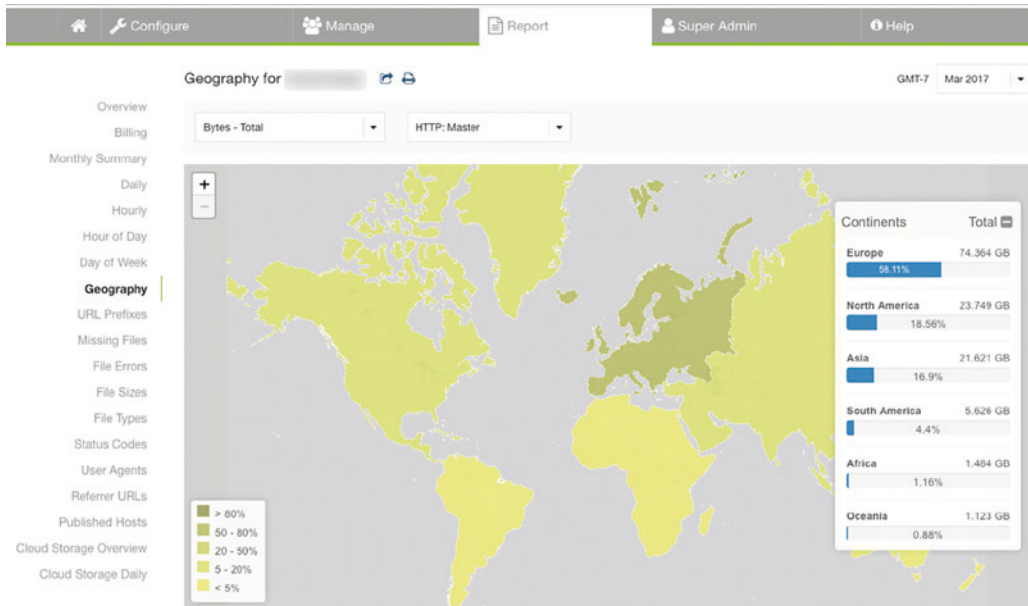 Configure
Manage
Report
Super Admin
Help
Geography for
GMT-7
Mar 2017
Overview
Billing
Monthly Summary
Daily
Hourly
Hour of Day
Day of Week
Geography
URL Prefixes
Missing Files
File Errors
File Sizes
File Types
Status Codes
User Agents
Referrer URLs
Published Hosts
Cloud Storage Overview
Cloud Storage Daily
Bytes - Total
HTTP: Master
+
−
Continents Total
Europe 74.364 GB
58.11%
North America 23.749 GB
18.56%
Asia 21.621 GB
16.9%
South America 5.626 GB
4.4%
Africa 1.484 GB
1.16%
Oceania 1.123 GB
0.88%
> 80%
50 - 80%
20 - 50%
5 - 20%
< 5%